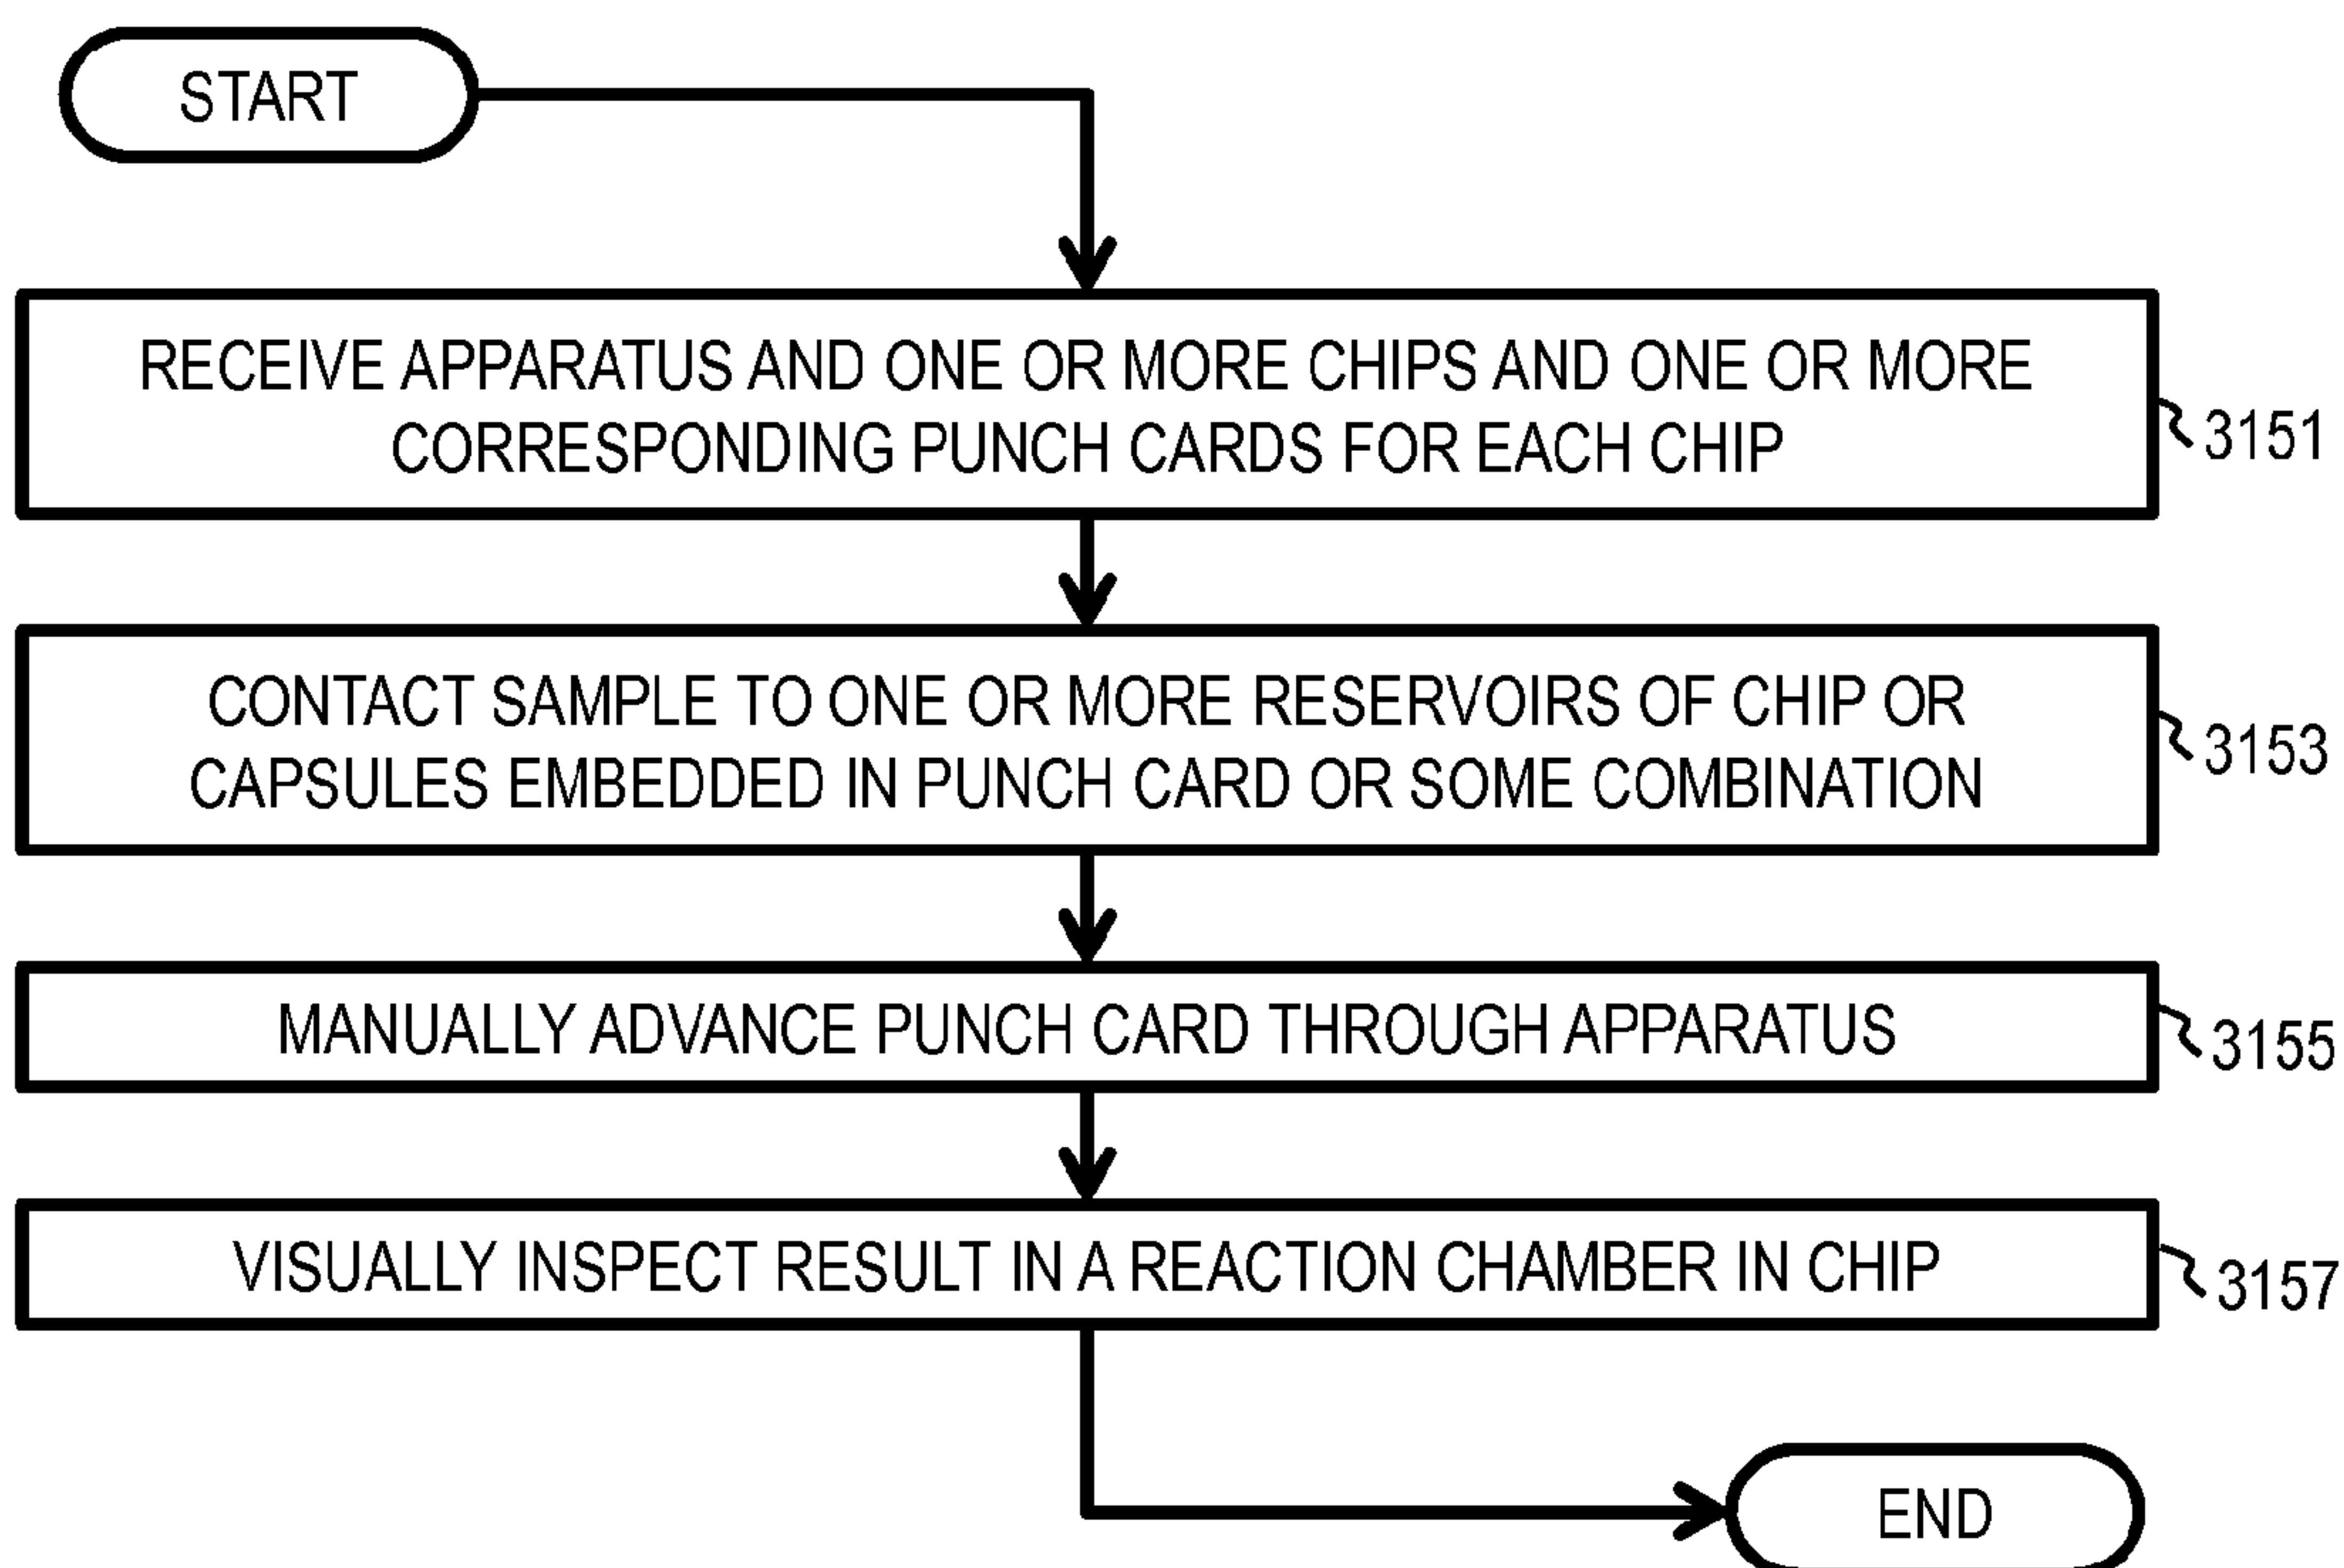 START
RECEIVE APPARATUS AND ONE OR MORE CHIPS AND ONE OR MORE
CORRESPONDING PUNCH CARDS FOR EACH CHIP
3151
CONTACT SAMPLE TO ONE OR MORE RESERVOIRS OF CHIP OR
CAPSULES EMBEDDED IN PUNCH CARD OR SOME COMBINATION
3153
MANUALLY ADVANCE PUNCH CARD THROUGH APPARATUS
3155
VISUALLY INSPECT RESULT IN A REACTION CHAMBER IN CHIP
3157
END